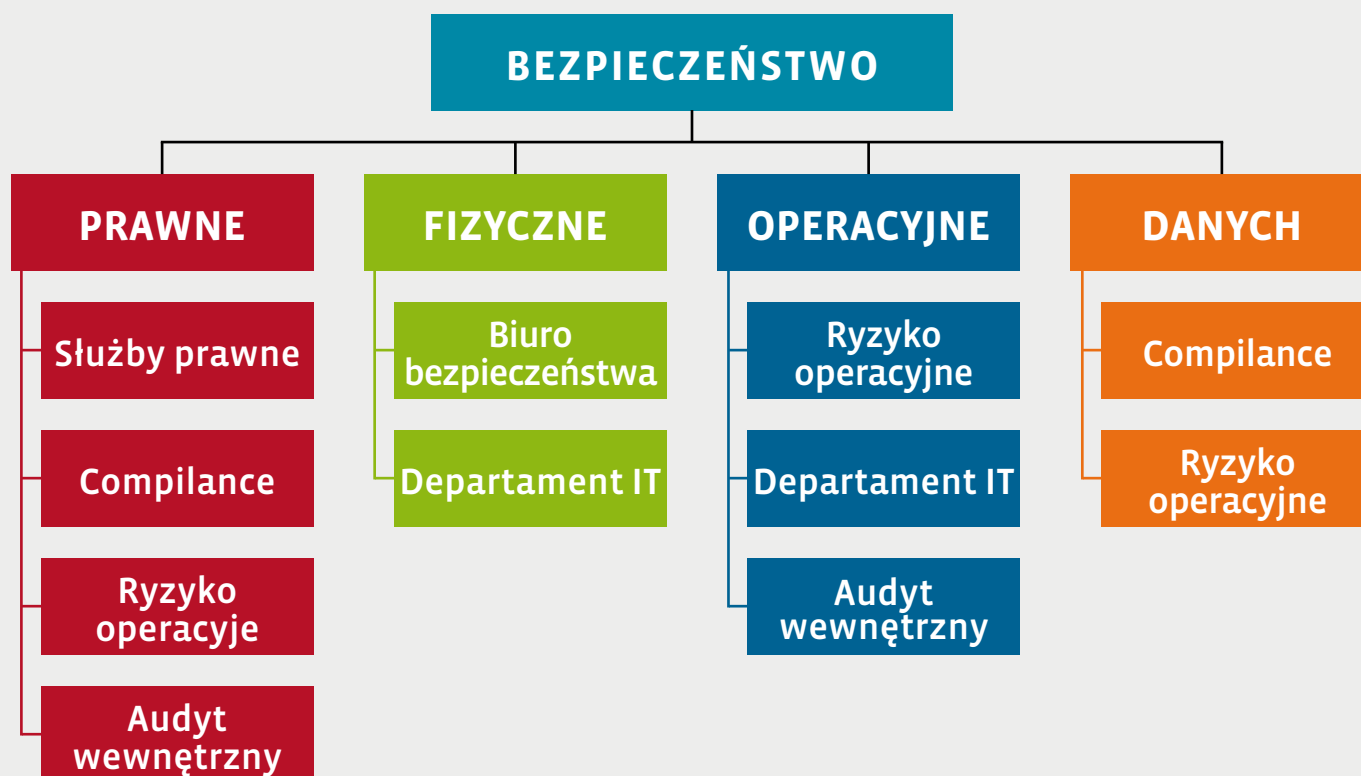 BEZPIECZEŃSTWO
PRAWNE
Służby prawne
Compilance
Ryzyko
operacyje
Audyt
wewnętrzny
FIZYCZNE
Biuro
bezpieczeństwa
Departament IT
OPERACYJNE
Ryzyko
operacyjne
Departament IT
Audyt
wewnętrzny
DANYCH
Compilance
Ryzyko
operacyjne